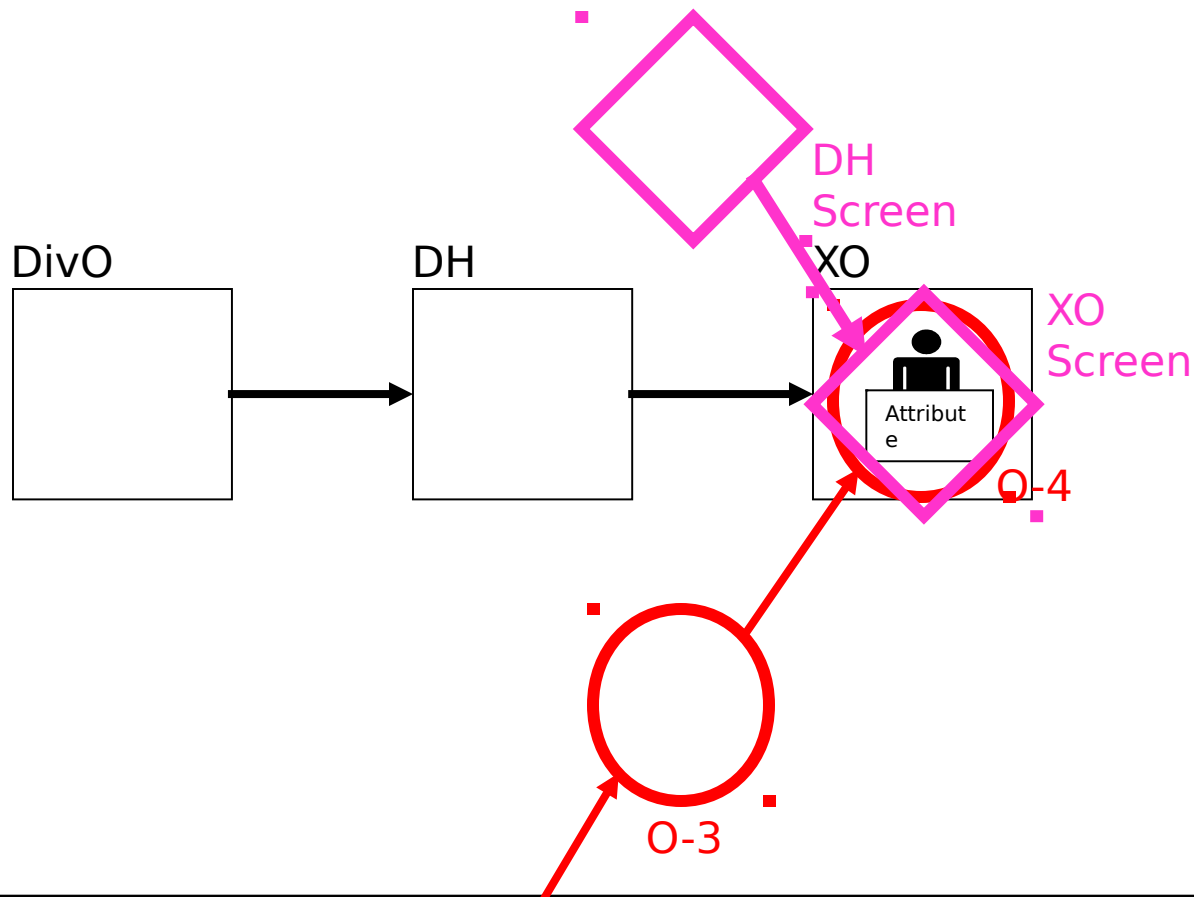 DH
Screen
DivO
DH
XO
XO
Screen
Attribut
e
O-4
O-3